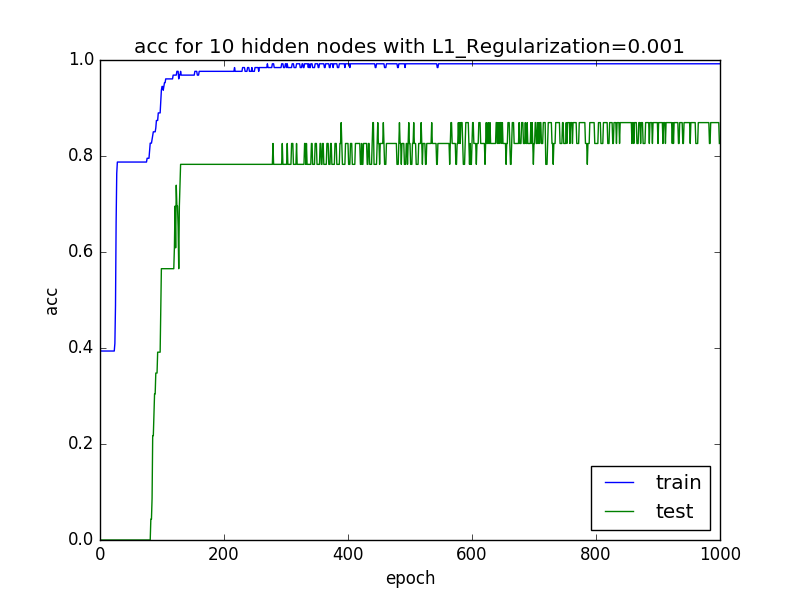 acc for 10 hidden nodes with L1_Regularization=0.001
1.0
0.8
0.6
0.4
0.2
0.0
acc
0 200 400 600 800 1000
epoch
train
test